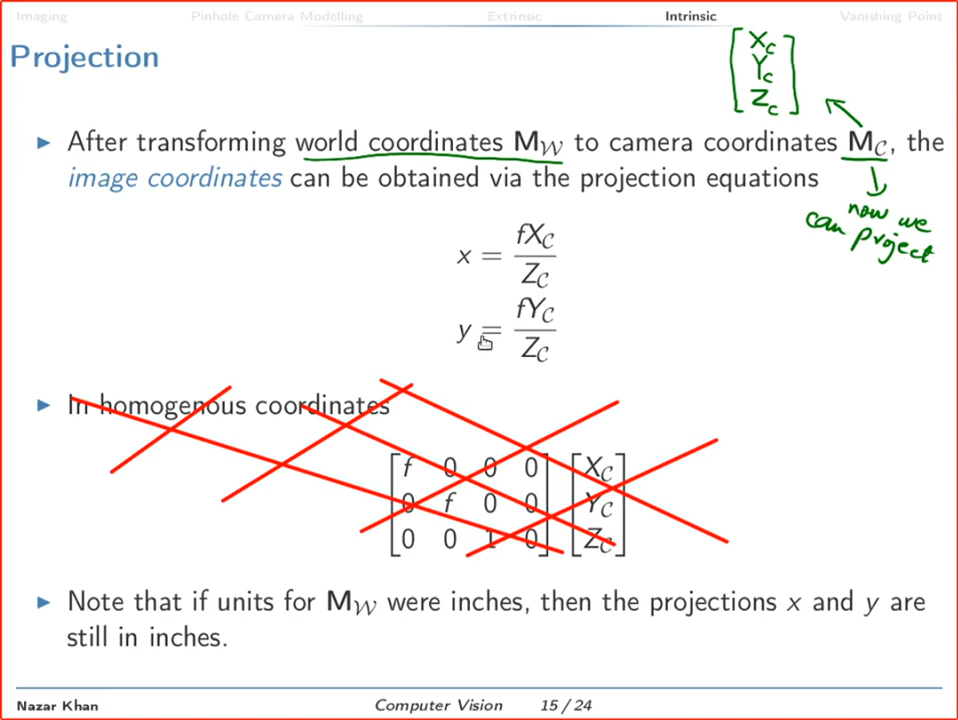 Imaging Pinhole Camera Modelling Extrinsic Intrinsic Vanishing Point
Projection
[X_c
Y_c
Z_c]
▶ After transforming world coordinates M_𝒲 to camera coordinates M_𝒞, the
image coordinates can be obtained via the projection equations
now we
can project
x = fX_𝒞 / Z_𝒞
y = fY_𝒞 / Z_𝒞
▶ In homogenous coordinates
[f 0 0 0] [X_𝒞
0 f 0 0 Y_𝒞
0 0 1 0] Z_𝒞]
▶ Note that if units for M_𝒲 were inches, then the projections x and y are
still in inches.
Nazar Khan Computer Vision 15 / 24